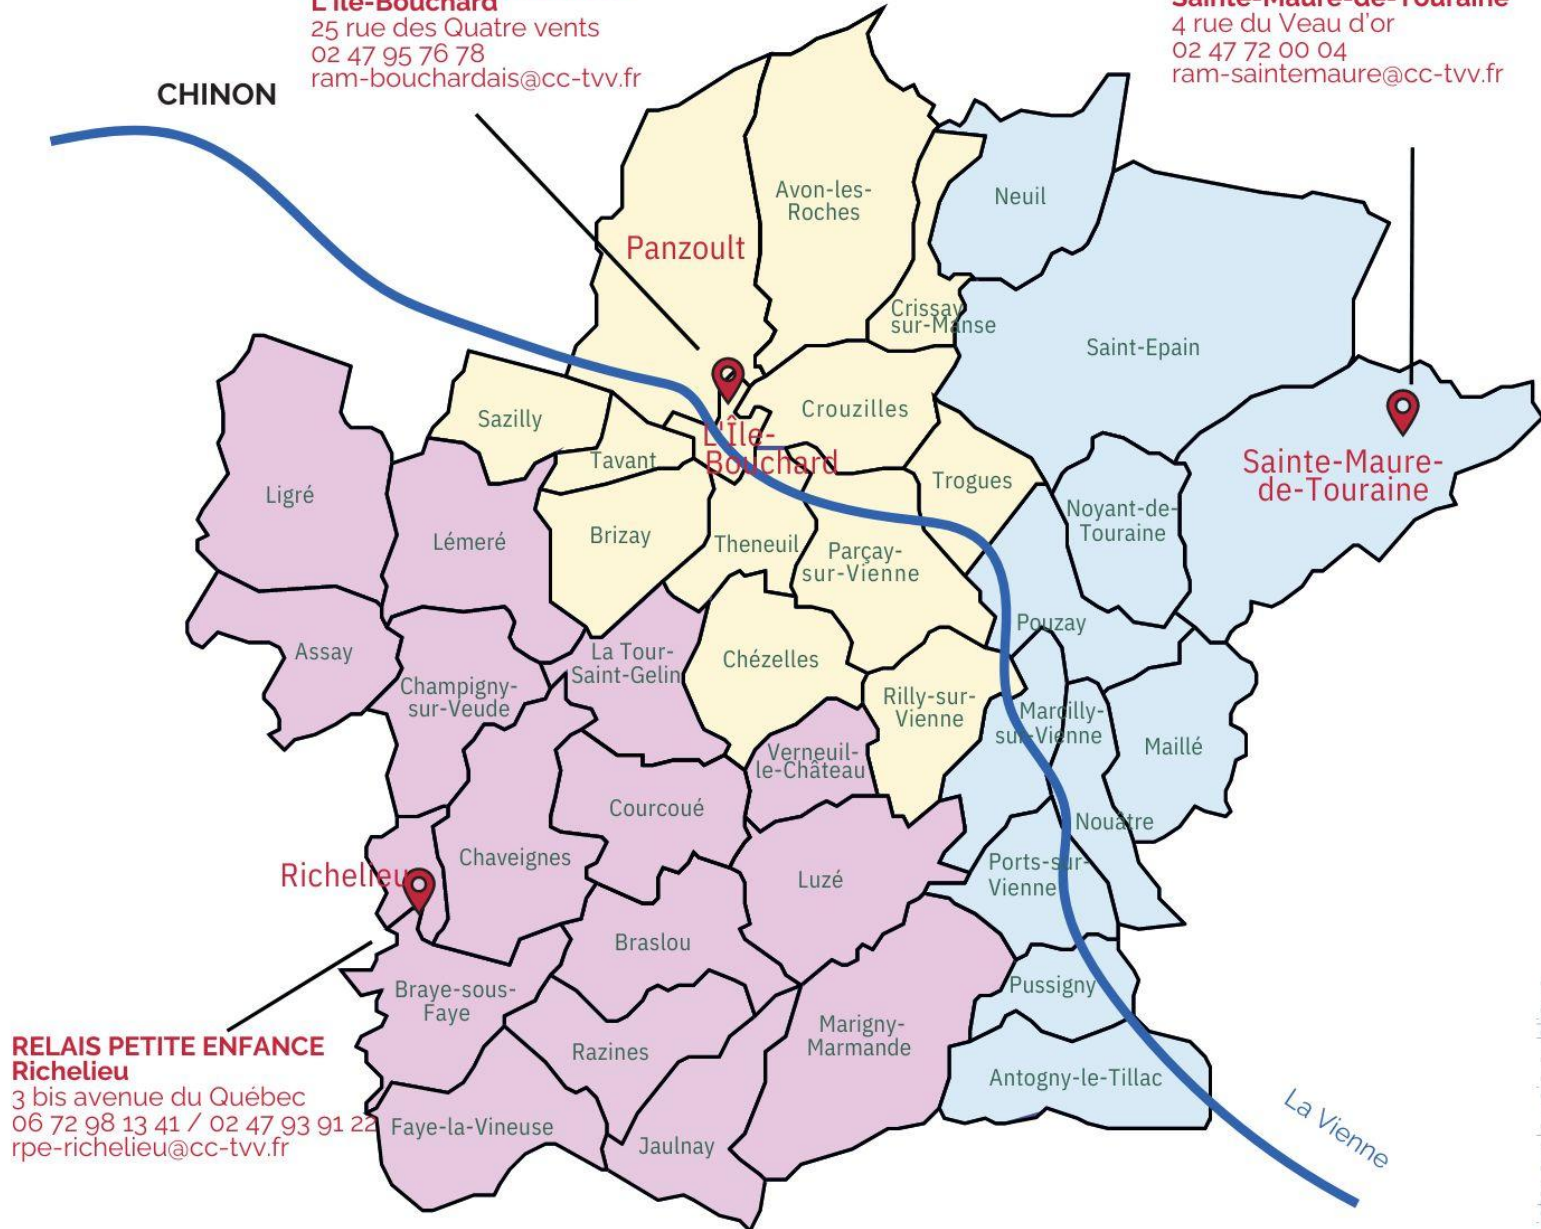 L'Île-Bouchard
25 rue des Quatre vents
02 47 95 76 78
ram-bouchardais@cc-tvv.fr
Sainte-Maure-de-Touraine
4 rue du Veau d'or
02 47 72 00 04
ram-saintemaure@cc-tvv.fr
CHINON
Avon-les-
Roches
Neuil
Panzoult
Crissay
sur-Manse
Saint-Epain
Sazilly
Crouzilles
Tavant
L'Île-
Bouchard
Trogues
Sainte-Maure-
de-Touraine
Ligré
Lémeré
Brizay
Theneuil
Parçay-
sur-Vienne
Noyant-de-
Touraine
Pouzay
Assay
La Tour-
Saint-Gelin
Chézelles
Champigny-
sur-Veude
Rilly-sur-
Vienne
Marcilly-
sur-Vienne
Maillé
Verneuil-
le-Château
Courcoué
Nouâtre
Chaveignes
Richelieu
Luzé
Ports-sur-
Vienne
Braslou
Braye-sous-
Faye
Pussigny
Marigny-
Marmande
Razines
Antogny-le-Tillac
Faye-la-Vineuse
Jaulnay
La Vienne
RELAIS PETITE ENFANCE
Richelieu
3 bis avenue du Québec
06 72 98 13 41 / 02 47 93 91 22
rpe-richelieu@cc-tvv.fr